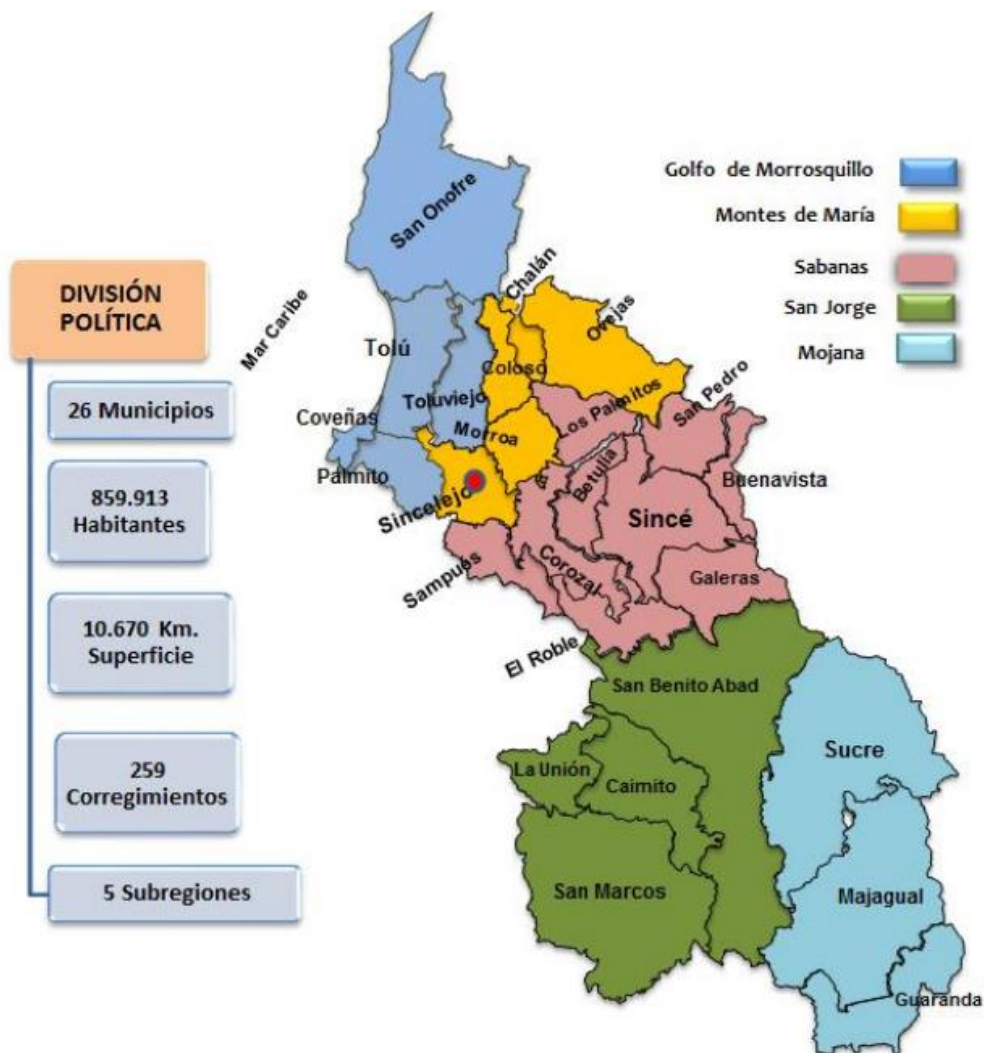 DIVISIÓN
POLÍTICA
26 Municipios
859.913
Habitantes
10.670 Km.
Superficie
259
Corregimientos
5 Subregiones
Golfo de Morrosquillo
Montes de María
Sabanas
San Jorge
Mojana
Mar Caribe
San Onofre
Chalán
Ovejas
Tolú
Colosó
Toluviejo
Los Palmitos
San Pedro
Coveñas
Morroa
Palmito
Betulia
Buenavista
Sincelejo
Sincé
Sampués
Corozal
Galeras
El Roble
San Benito Abad
Sucre
La Unión
Caimito
San Marcos
Majagual
Guaranda